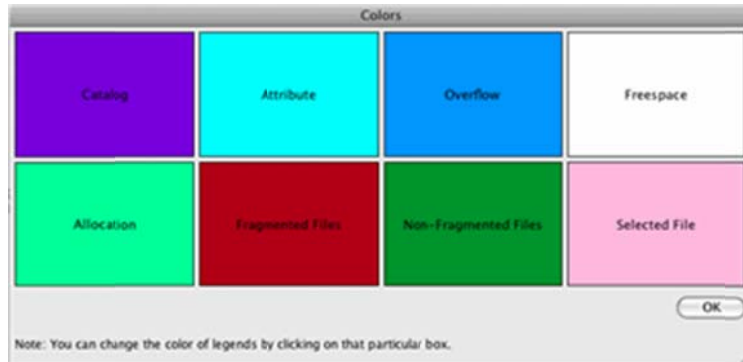 Colors
Catalog
Attribute
Overflow
Freespace
Allocation
Fragmented Files
Non-Fragmented Files
Selected File
OK
Note: You can change the color of legends by clicking on that particular box.